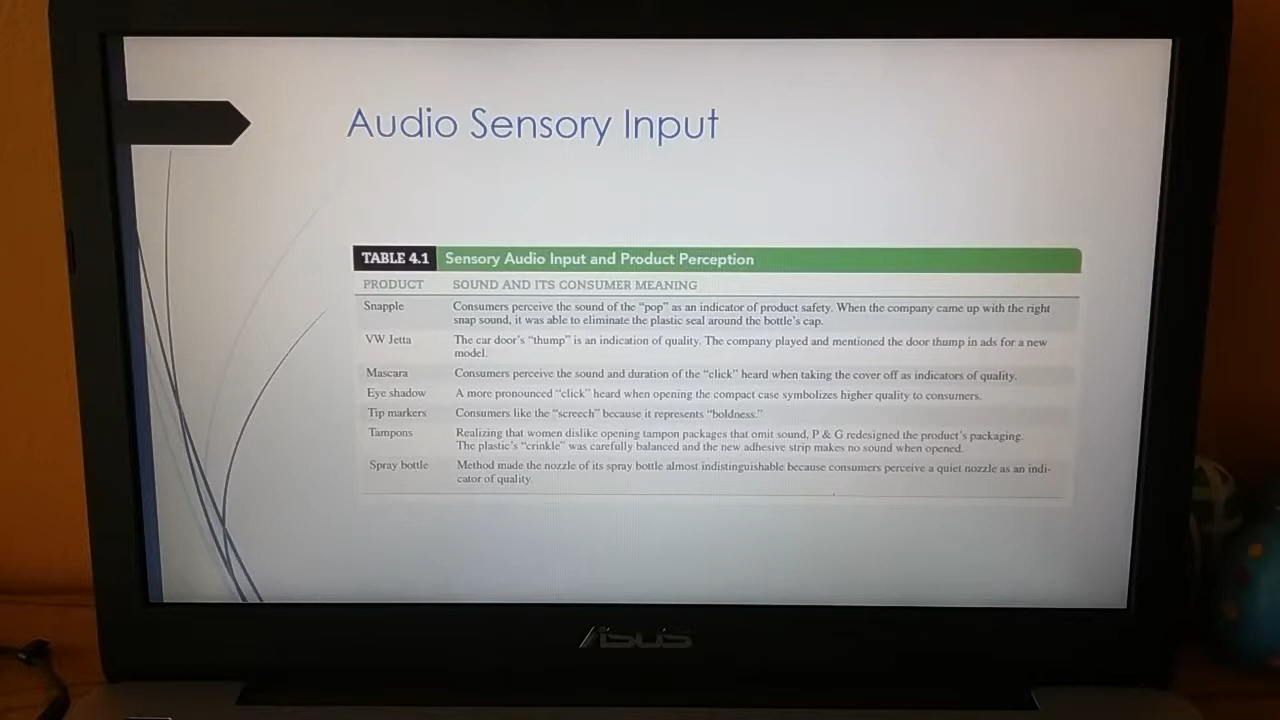 Audio Sensory Input
TABLE 4.1 Sensory Audio Input and Product Perception
PRODUCT SOUND AND ITS CONSUMER MEANING
Snapple Consumers perceive the sound of the "pop" as an indicator of product safety. When the company came up with the right
snap sound, it was able to eliminate the plastic seal around the bottle's cap.
VW Jetta The car door's "thump" is an indication of quality. The company played and mentioned the door thump in ads for a new
model.
Mascara Consumers perceive the sound and duration of the "click" heard when taking the cover off as indicators of quality.
Eye shadow A more pronounced "click" heard when opening the compact case symbolizes higher quality to consumers.
Tip markers Consumers like the "screech" because it represents "boldness."
Tampons Realizing that women dislike opening tampon packages that omit sound, P & G redesigned the product's packaging.
The plastic's "crinkle" was carefully balanced and the new adhesive strip makes no sound when opened.
Spray bottle Method made the nozzle of its spray bottle almost indistinguishable because consumers perceive a quiet nozzle as an indi-
cator of quality.
ASUS